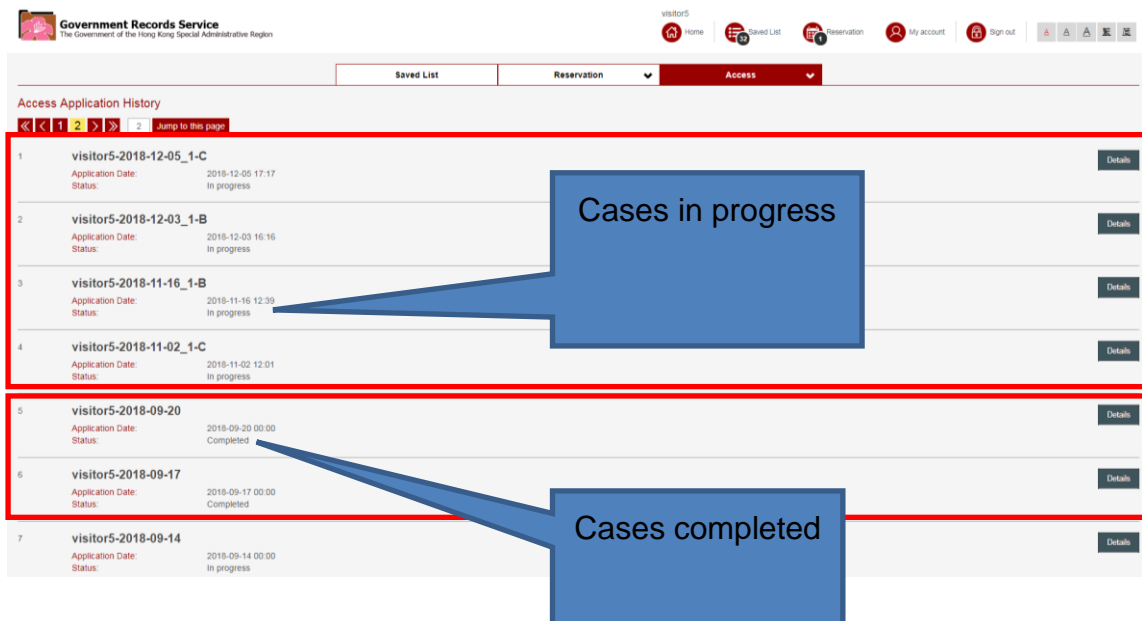 visitor5
Government Records Service
The Government of the Hong Kong Special Administrative Region
Home
32
Saved List
1
Reservation
My account
Sign out
A A A 繁 简
Saved List
Reservation
Access
Access Application History
« < 1 2 > » 2 Jump to this page
1 visitor5-2018-12-05_1-C
Details
Application Date: 2018-12-05 17:17
Status: In progress
2 visitor5-2018-12-03_1-B
Details
Application Date: 2018-12-03 16:16
Status: In progress
3 visitor5-2018-11-16_1-B
Details
Application Date: 2018-11-16 12:39
Status: In progress
4 visitor5-2018-11-02_1-C
Details
Application Date: 2018-11-02 12:01
Status: In progress
Cases in progress
5 visitor5-2018-09-20
Details
Application Date: 2018-09-20 00:00
Status: Completed
6 visitor5-2018-09-17
Details
Application Date: 2018-09-17 00:00
Status: Completed
Cases completed
7 visitor5-2018-09-14
Details
Application Date: 2018-09-14 00:00
Status: In progress